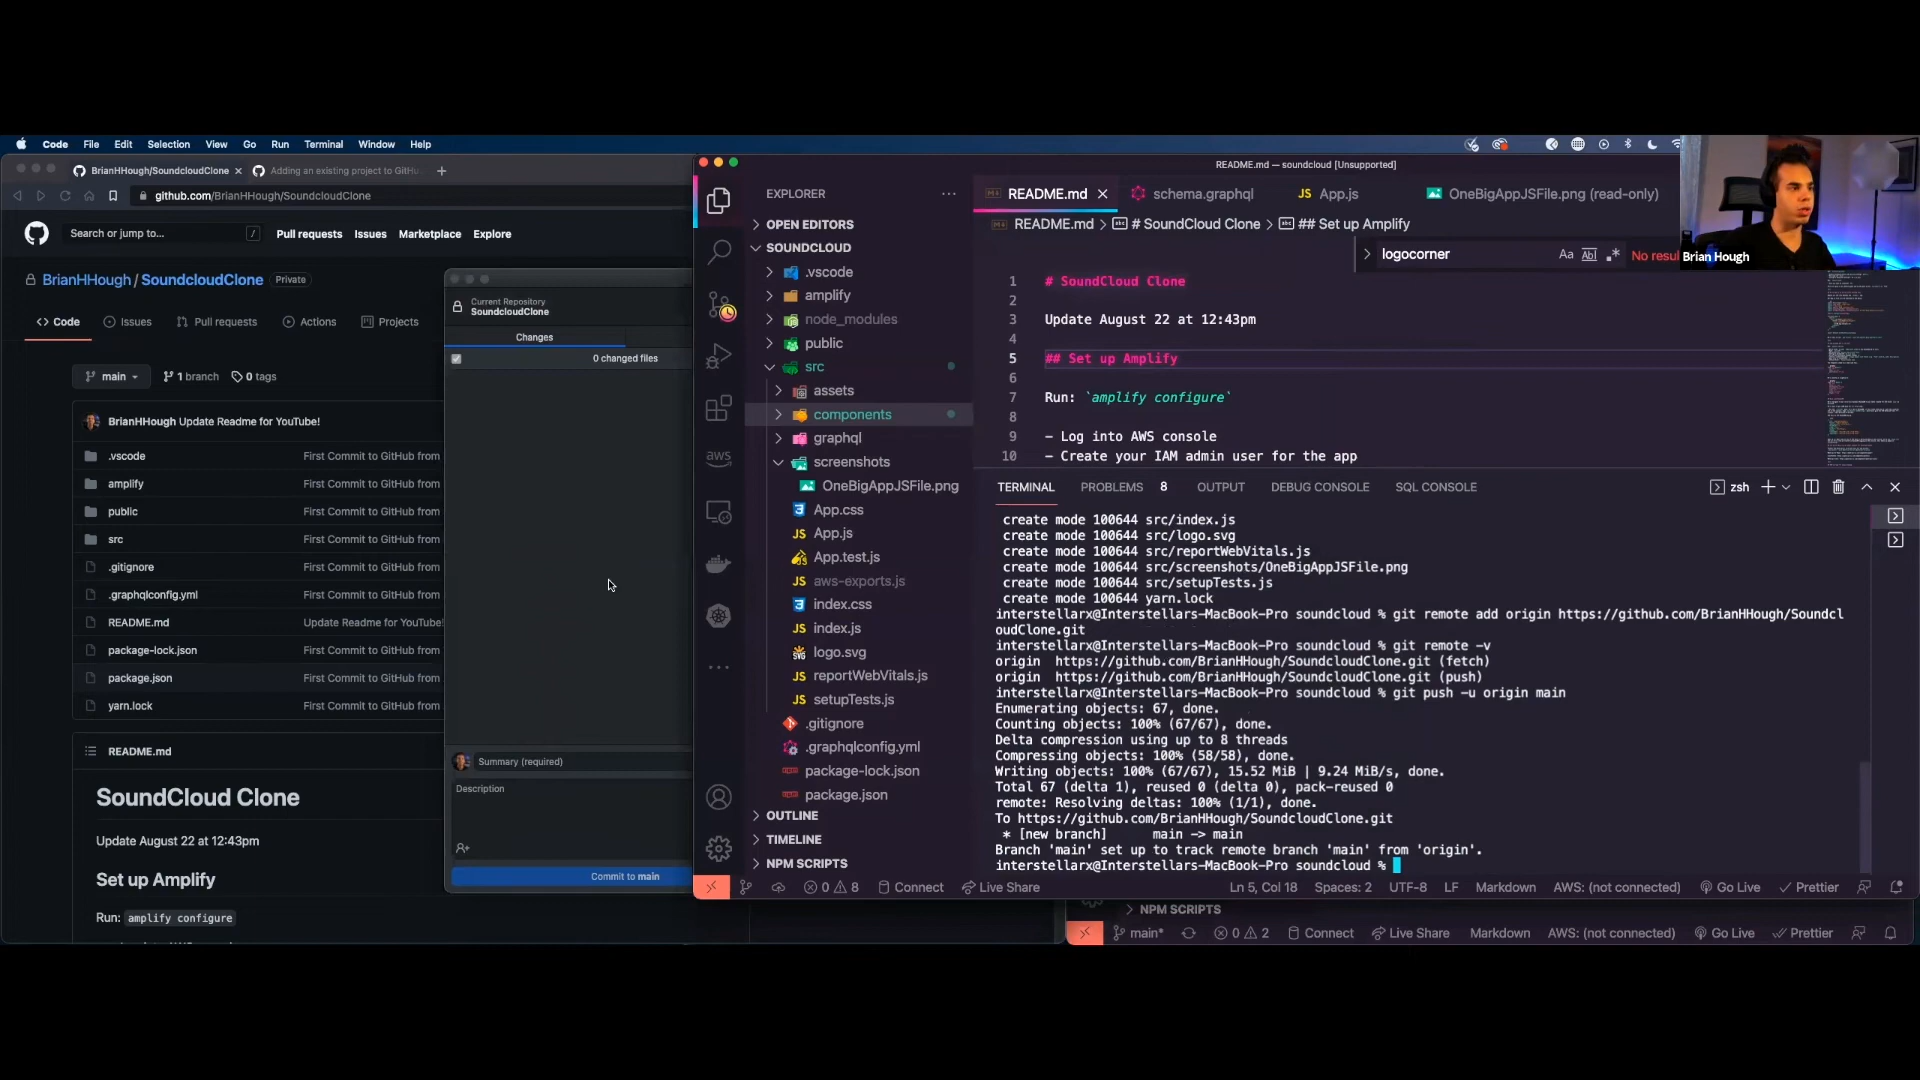 Code File Edit Selection View Go Run Terminal Window Help
BrianHHough/SoundcloudClone
Adding an existing project to GitHu
github.com/BrianHHough/SoundcloudClone
Search or jump to... /
Pull requests Issues Marketplace Explore
BrianHHough / SoundcloudClone Private
Code Issues Pull requests Actions Projects
main 1 branch 0 tags
BrianHHough Update Readme for YouTube!
.vscode First Commit to GitHub from
amplify First Commit to GitHub from
public First Commit to GitHub from
src First Commit to GitHub from
.gitignore First Commit to GitHub from
.graphqlconfig.yml First Commit to GitHub from
README.md Update Readme for YouTube!
package-lock.json First Commit to GitHub from
package.json First Commit to GitHub from
yarn.lock First Commit to GitHub from
README.md
SoundCloud Clone
Update August 22 at 12:43pm
Set up Amplify
Run: amplify configure
Current Repository
SoundcloudClone
Changes
0 changed files
Summary (required)
Description
Commit to main
README.md — soundcloud [Unsupported]
EXPLORER
OPEN EDITORS
SOUNDCLOUD
.vscode
amplify
node_modules
public
src
assets
components
graphql
screenshots
OneBigAppJSFile.png
App.css
App.js
App.test.js
aws-exports.js
index.css
index.js
logo.svg
reportWebVitals.js
setupTests.js
.gitignore
.graphqlconfig.yml
package-lock.json
package.json
OUTLINE
TIMELINE
NPM SCRIPTS
aws
README.md schema.graphql JS App.js OneBigAppJSFile.png (read-only)
README.md > # SoundCloud Clone > ## Set up Amplify
logocorner Aa Abl No resul
1 # SoundCloud Clone
2
3 Update August 22 at 12:43pm
4
5 ## Set up Amplify
6
7 Run: `amplify configure`
8
9 - Log into AWS console
10 - Create your IAM admin user for the app
TERMINAL PROBLEMS 8 OUTPUT DEBUG CONSOLE SQL CONSOLE zsh
create mode 100644 src/index.js
create mode 100644 src/logo.svg
create mode 100644 src/reportWebVitals.js
create mode 100644 src/screenshots/OneBigAppJSFile.png
create mode 100644 src/setupTests.js
create mode 100644 yarn.lock
interstellarx@Interstellars-MacBook-Pro soundcloud % git remote add origin https://github.com/BrianHHough/Soundcl
oudClone.git
interstellarx@Interstellars-MacBook-Pro soundcloud % git remote -v
origin https://github.com/BrianHHough/SoundcloudClone.git (fetch)
origin https://github.com/BrianHHough/SoundcloudClone.git (push)
interstellarx@Interstellars-MacBook-Pro soundcloud % git push -u origin main
Enumerating objects: 67, done.
Counting objects: 100% (67/67), done.
Delta compression using up to 8 threads
Compressing objects: 100% (58/58), done.
Writing objects: 100% (67/67), 15.52 MiB | 9.24 MiB/s, done.
Total 67 (delta 1), reused 0 (delta 0), pack-reused 0
remote: Resolving deltas: 100% (1/1), done.
To https://github.com/BrianHHough/SoundcloudClone.git
* [new branch] main -> main
Branch 'main' set up to track remote branch 'main' from 'origin'.
interstellarx@Interstellars-MacBook-Pro soundcloud %
0 8 Connect Live Share Ln 5, Col 18 Spaces: 2 UTF-8 LF Markdown AWS: (not connected) Go Live Prettier
NPM SCRIPTS
main* 0 2 Connect Live Share Markdown AWS: (not connected) Go Live Prettier
Brian Hough